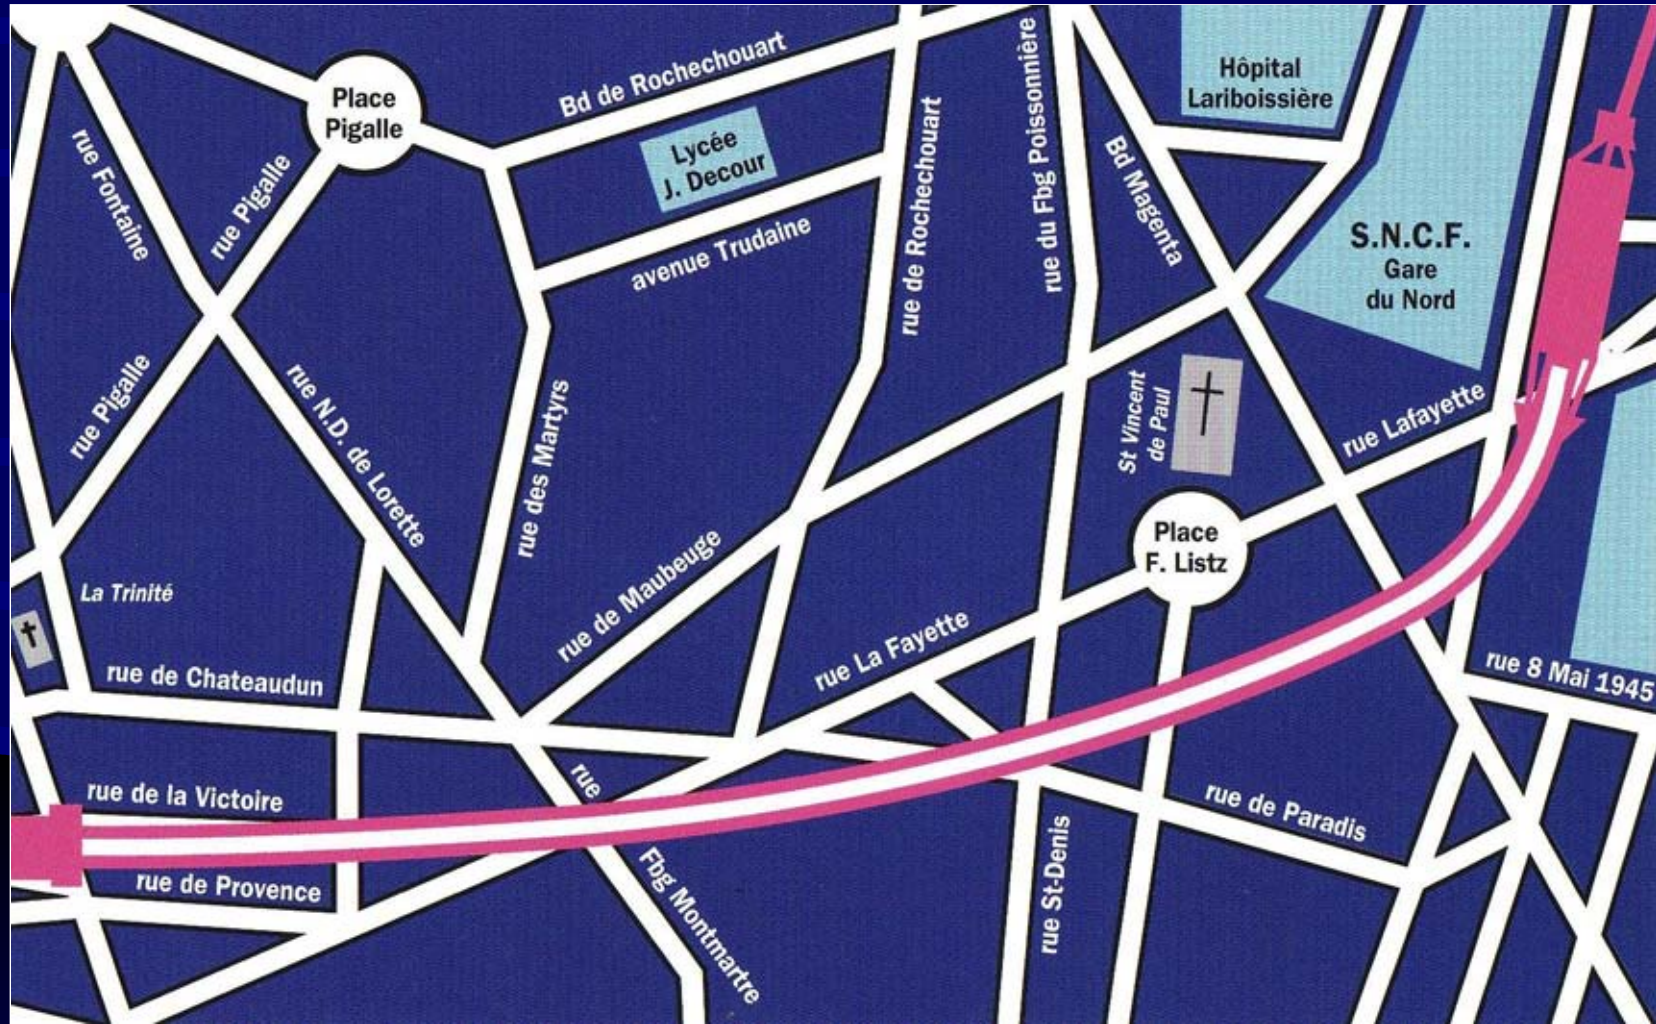 Place
Pigalle
Bd de Rochechouart
Lycée
J. Decour
avenue Trudaine
rue Fontaine
rue Pigalle
rue Pigalle
rue N.D. de Lorette
rue des Martyrs
rue de Rochechouart
rue du Fbg Poissonnière
Bd Magenta
Hôpital
Lariboissière
S.N.C.F.
Gare
du Nord
St Vincent
de Paul
rue Lafayette
Place
F. Listz
rue de Maubeuge
rue La Fayette
La Trinité
rue de Chateaudun
rue 8 Mai 1945
rue de la Victoire
rue
Fbg Montmartre
rue de Provence
rue de Paradis
rue St-Denis